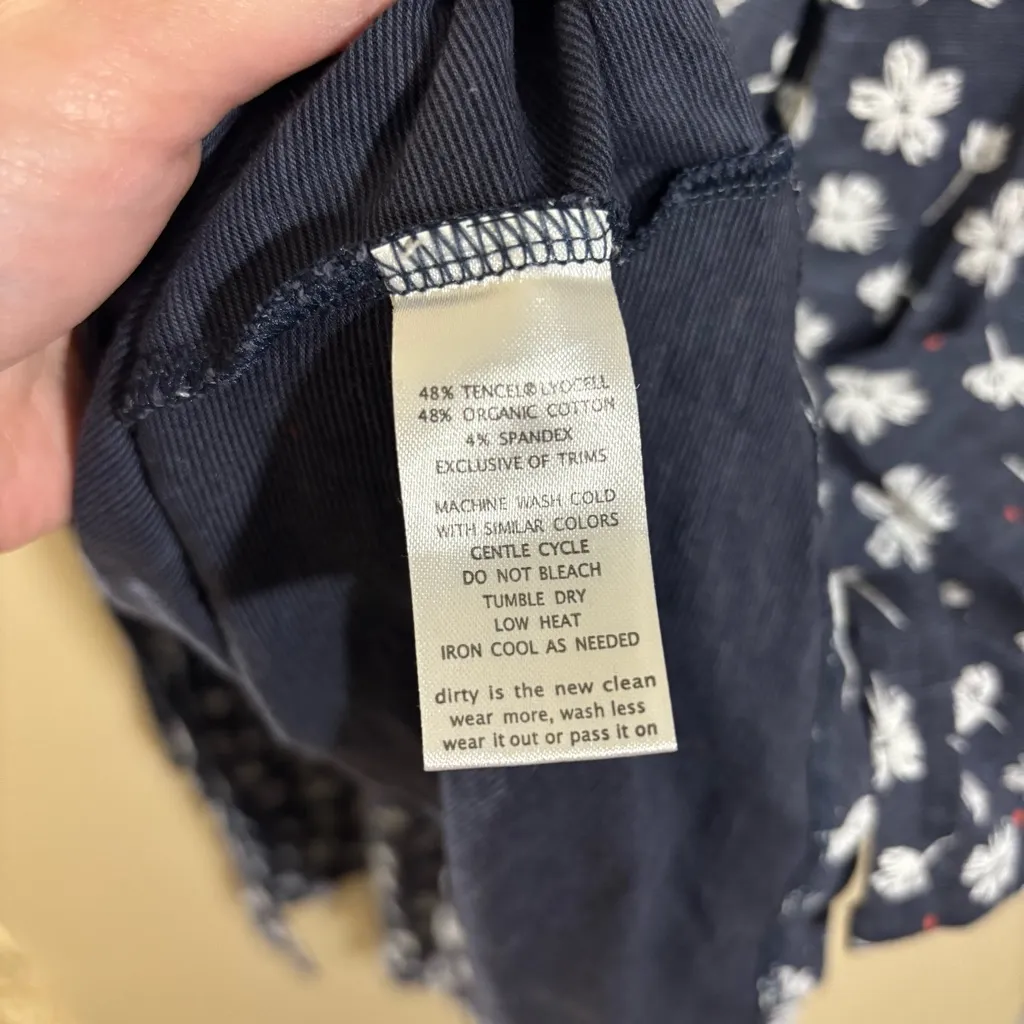 48% TENCEL® LYOCELL
48% ORGANIC COTTON
4% SPANDEX
EXCLUSIVE OF TRIMS
MACHINE WASH COLD
WITH SIMILAR COLORS
GENTLE CYCLE
DO NOT BLEACH
TUMBLE DRY
LOW HEAT
IRON COOL AS NEEDED
dirty is the new clean
wear more, wash less
wear it out or pass it on